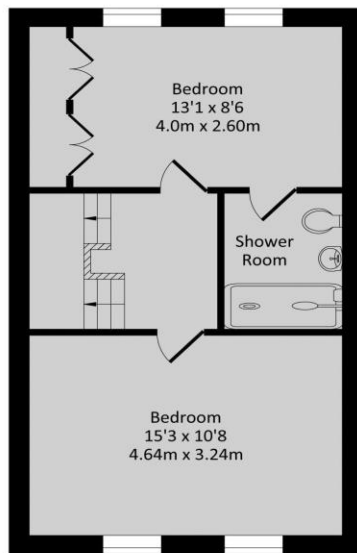 Bedroom
13'1 x 8'6
4.0m x 2.60m
Shower
Room
Bedroom
15'3 x 10'8
4.64m x 3.24m